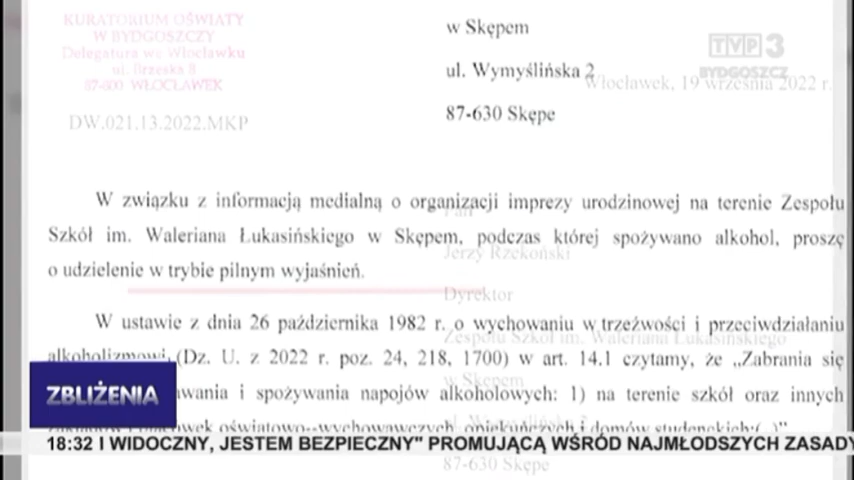 KURATORIUM OŚWIATY
W BYDGOSZCZY
Delegatura we Włocławku
ul. Brzeska 8
87-800 WŁOCŁAWEK
DW.021.13.2022.MKP
w Skępem
ul. Wymyślińska 2
87-630 Skępe
TVP3
BYDGOSZCZ
Włocławek, 19 września 2022 r.
W związku z informacją medialną o organizacji imprezy urodzinowej na terenie Zespołu
Szkół im. Waleriana Łukasińskiego w Skępem, podczas której spożywano alkohol, proszę
o udzielenie w trybie pilnym wyjaśnień.
Pan
Jerzy Rzekoński
Dyrektor
Zespołu Szkół im. Waleriana Łukasińskiego
w Skępem
87-630 Skępe
W ustawie z dnia 26 października 1982 r. o wychowaniu w trzeźwości i przeciwdziałaniu
alkoholizmowi (Dz. U. z 2022 r. poz. 24, 218, 1700) w art. 14.1 czytamy, że „Zabrania się
wania i spożywania napojów alkoholowych: 1) na terenie szkół oraz innych
oświatowo-wychowawczych, opiekuńczych i domów studenckich;(...)"
ZBLIŻENIA
18:32 I WIDOCZNY, JESTEM BEZPIECZNY" PROMUJĄCĄ WŚRÓD NAJMŁODSZYCH ZASADY